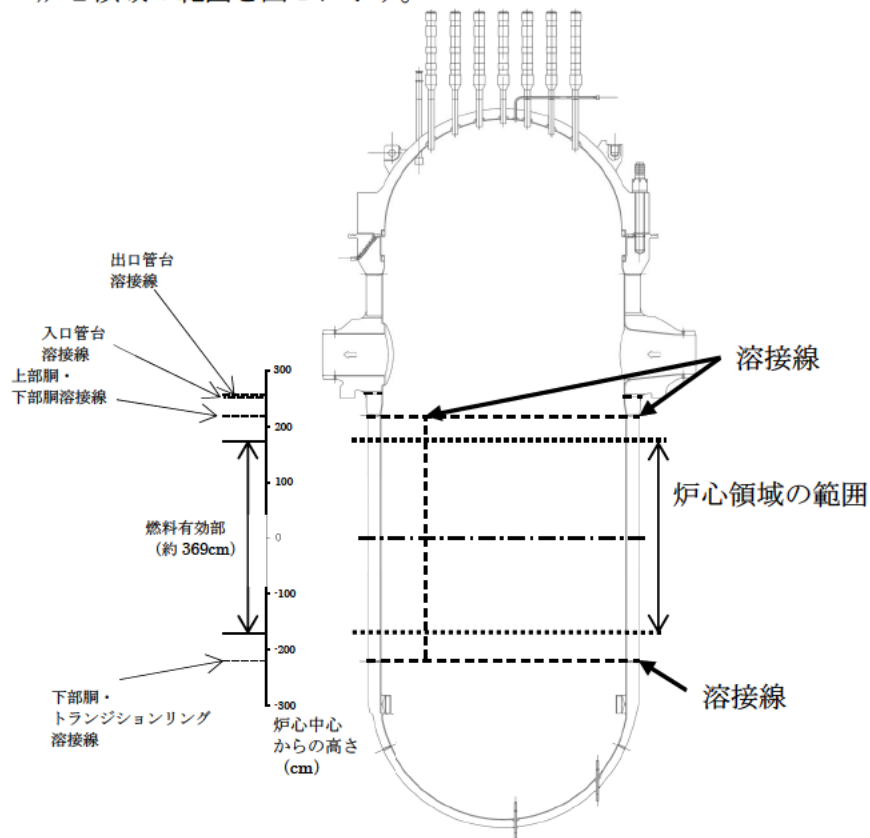 出口管台
溶接線
入口管台
溶接線
上部胴・
下部胴溶接線
300
200
100
0
-100
-200
-300
燃料有効部
(約 369cm)
下部胴・
トランジションリング
溶接線
炉心中心
からの高さ
(cm)
溶接線
炉心領域の範囲
溶接線